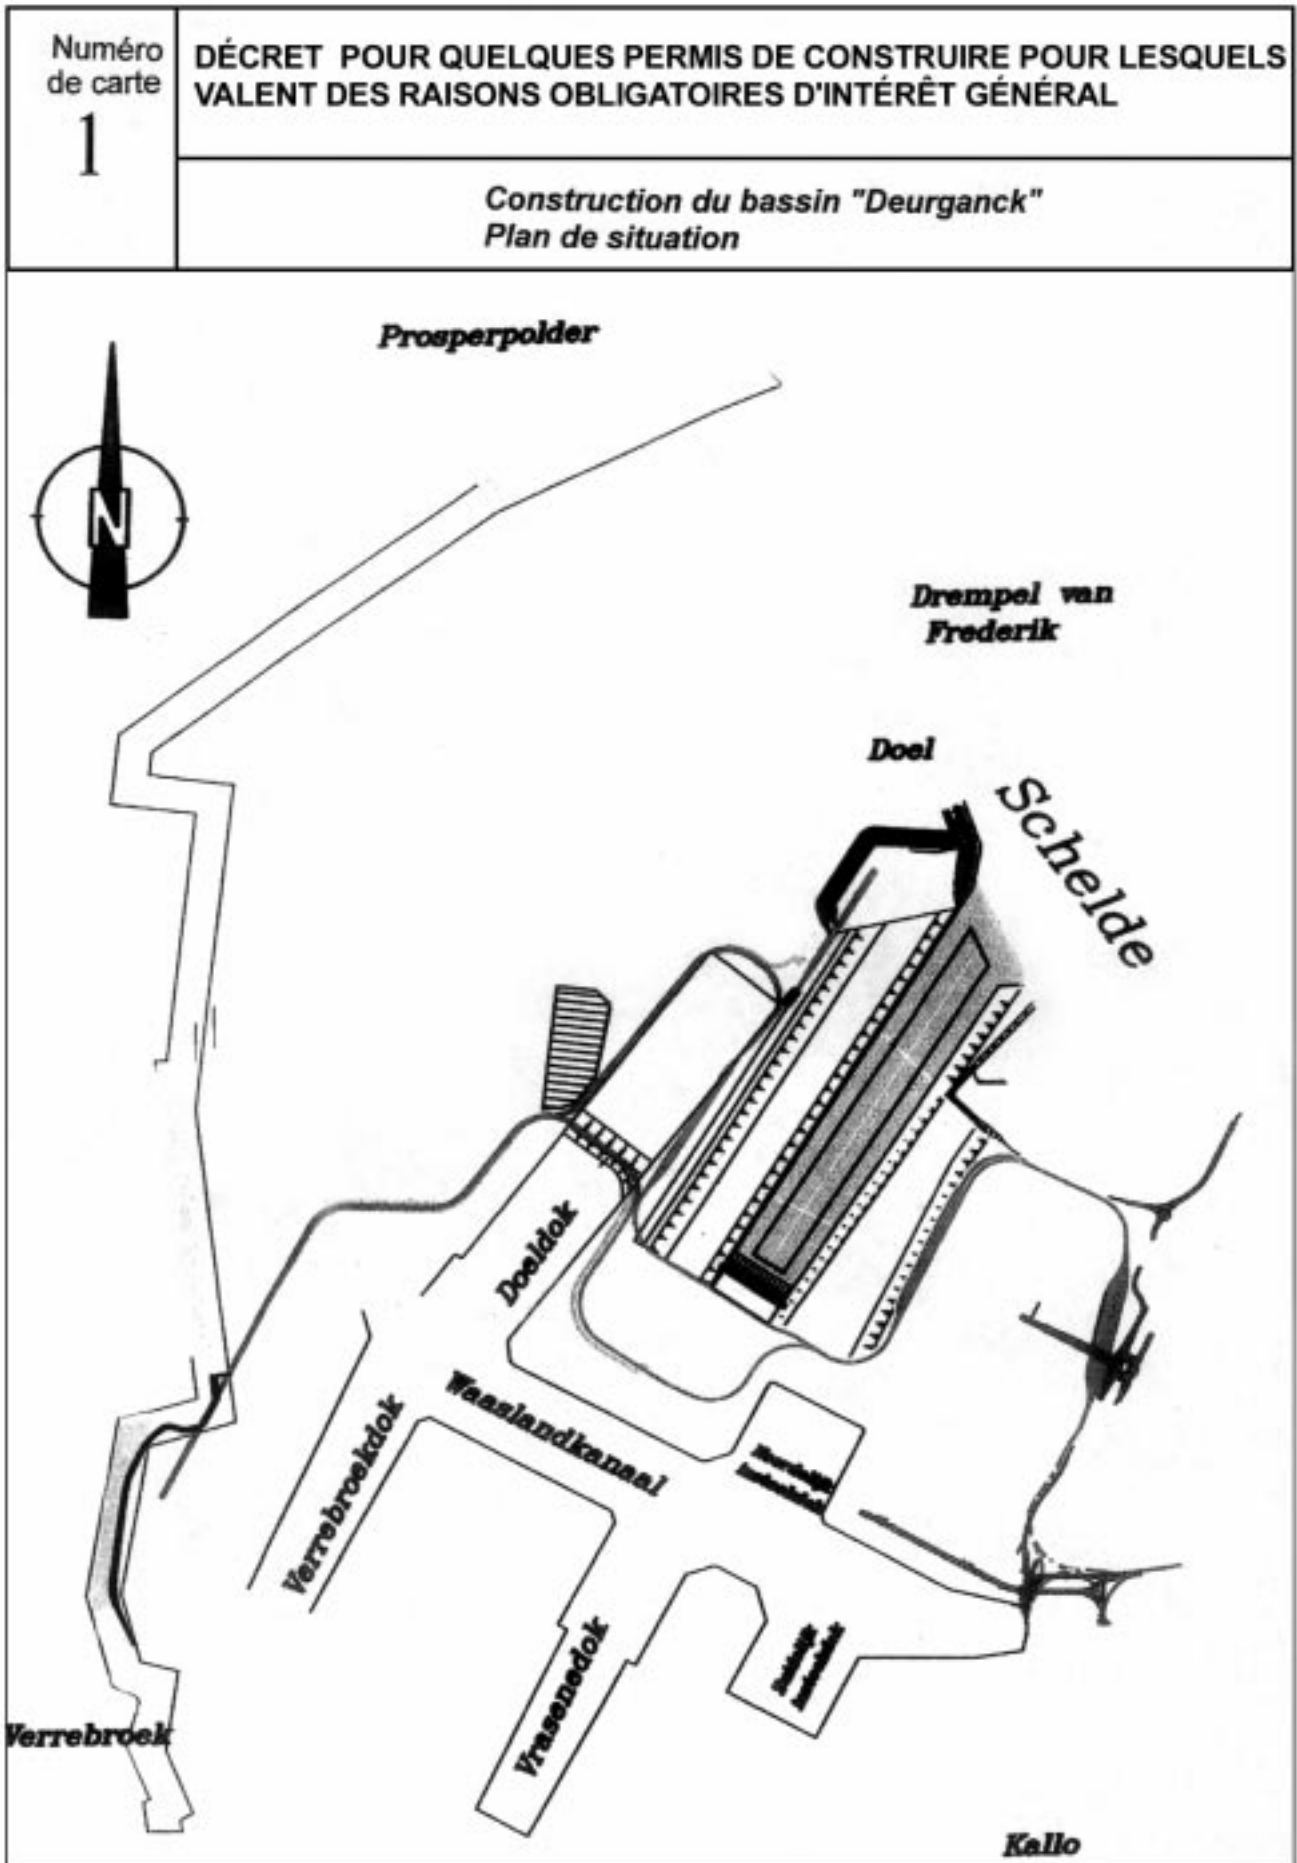 Numéro
de carte
1
DÉCRET POUR QUELQUES PERMIS DE CONSTRUIRE POUR LESQUELS
VALENT DES RAISONS OBLIGATOIRES D'INTÉRÊT GÉNÉRAL
Construction du bassin "Deurganck"
Plan de situation
Prosperpolder
N
Drempel van
Frederik
Doel
Schelde
Doeldok
Waaslandkanaal
Verrebroekdok
Vrasenedok
Verrebroek
Kallo